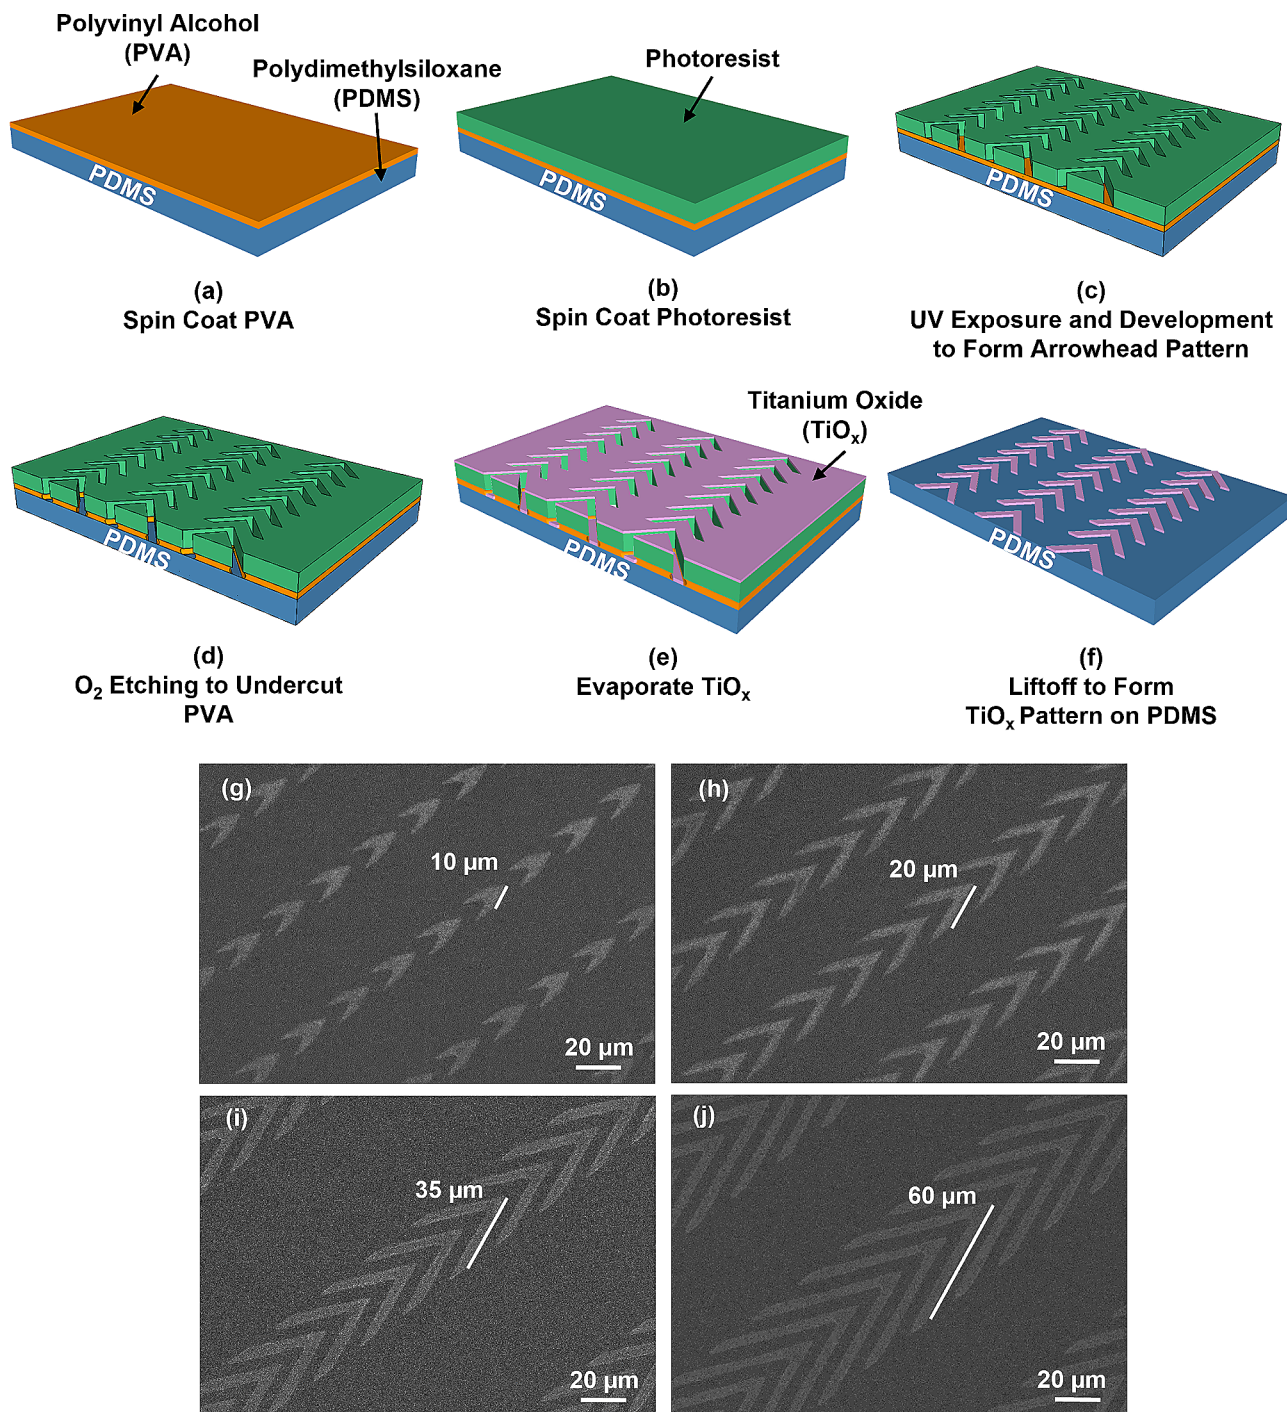 Polyvinyl Alcohol
(PVA)
Polydimethylsiloxane
(PDMS)
PDMS
Photoresist
PDMS
PDMS
(a)
Spin Coat PVA
(b)
Spin Coat Photoresist
(c)
UV Exposure and Development
to Form Arrowhead Pattern
PDMS
Titanium Oxide
(TiOₓ)
PDMS
PDMS
(d)
O₂ Etching to Undercut
PVA
(e)
Evaporate TiOₓ
(f)
Liftoff to Form
TiOₓ Pattern on PDMS
(g)
10 µm
20 µm
(h)
20 µm
20 µm
(i)
35 µm
20 µm
(j)
60 µm
20 µm